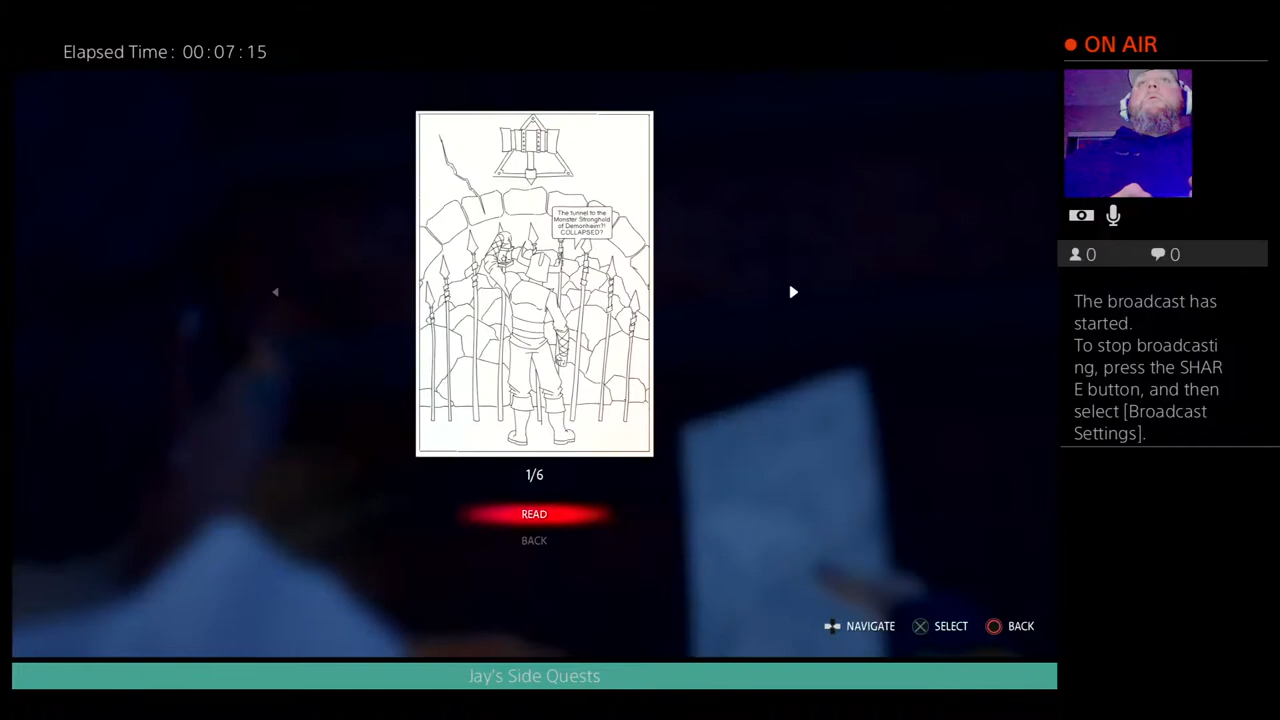 Elapsed Time: 00:07:15
ON AIR
0
0
The broadcast has
started.
To stop broadcasti
ng, press the SHAR
E button, and then
select [Broadcast
Settings].
The tunnel to the
Monster Stronghold
of Demonheim?!
COLLAPSED?
1/6
READ
BACK
NAVIGATE
SELECT
BACK
Jay's Side Quests